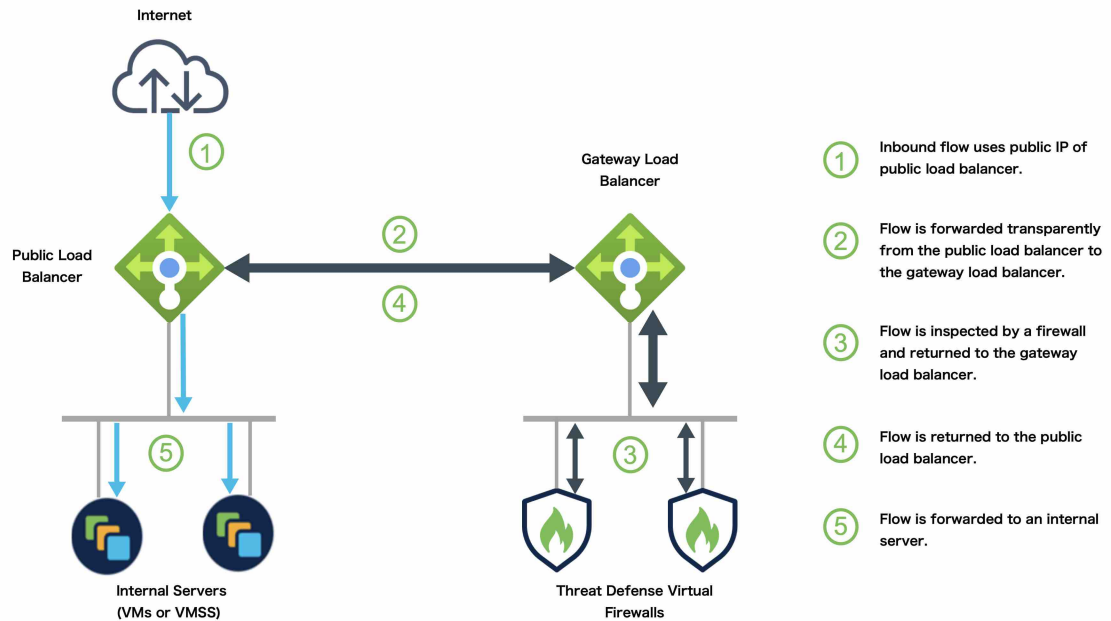 Internet
1
Gateway Load
Balancer
Public Load
Balancer
2
4
5
3
Internal Servers
(VMs or VMSS)
Threat Defense Virtual
Firewalls
1
Inbound flow uses public IP of
public load balancer.
2
Flow is forwarded transparently
from the public load balancer to
the gateway load balancer.
3
Flow is inspected by a firewall
and returned to the gateway
load balancer.
4
Flow is returned to the public
load balancer.
5
Flow is forwarded to an internal
server.